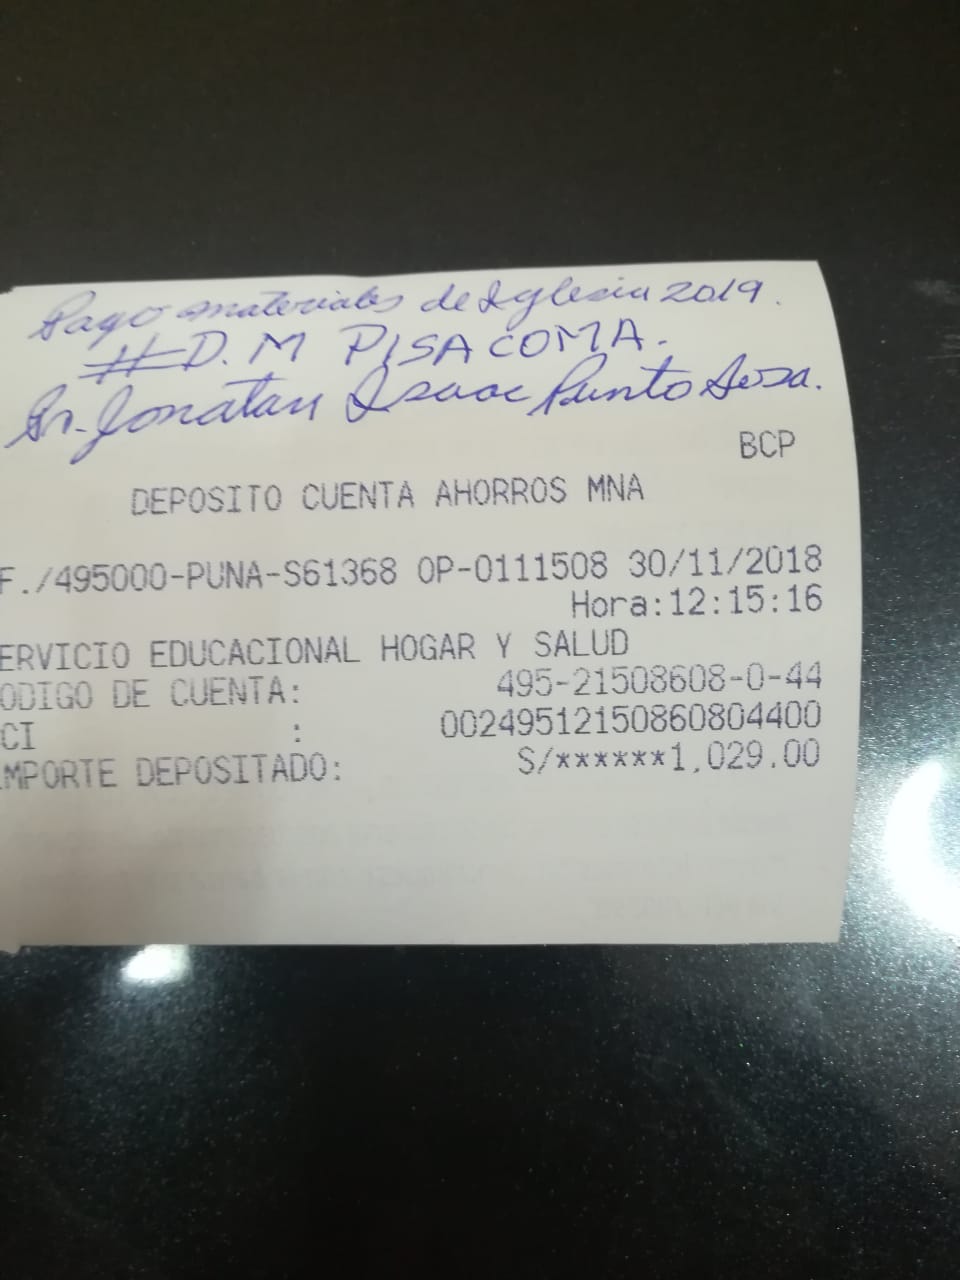 Pago materiales de Iglesia 2019.
# D. M PISACOMA.
Sr. Jonatan Isaac Punto Sosa.
BCP
DEPOSITO CUENTA AHORROS MNA
F./495000-PUNA-S61368 OP-0111508 30/11/2018
Hora:12:15:16
ERVICIO EDUCACIONAL HOGAR Y SALUD
ODIGO DE CUENTA: 495-21508608-0-44
CI : 00249512150860804400
IMPORTE DEPOSITADO: S/******1,029.00